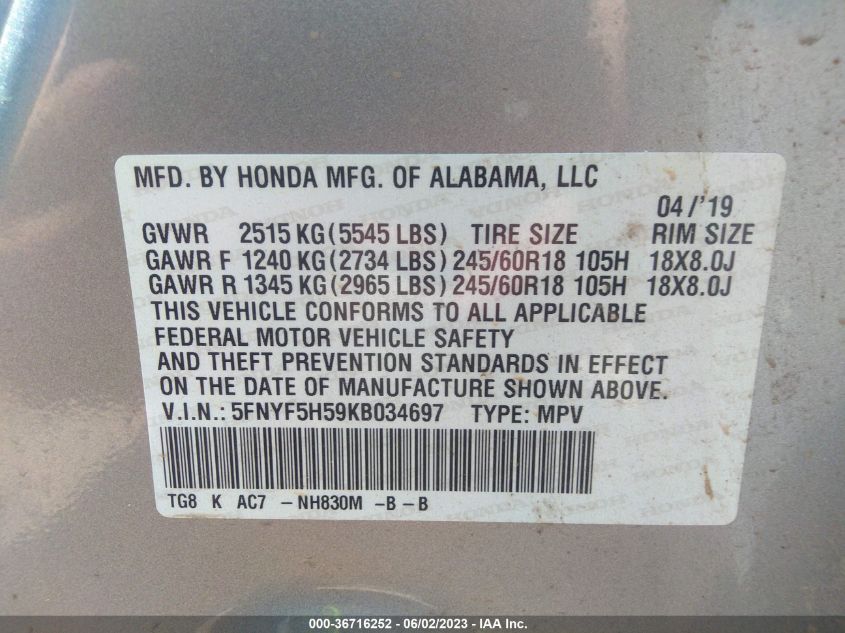 MFD. BY HONDA MFG. OF ALABAMA, LLC
04/'19
GVWR 2515 KG (5545 LBS) TIRE SIZE RIM SIZE
GAWR F 1240 KG (2734 LBS) 245/60R18 105H 18X8.0J
GAWR R 1345 KG (2965 LBS) 245/60R18 105H 18X8.0J
THIS VEHICLE CONFORMS TO ALL APPLICABLE
FEDERAL MOTOR VEHICLE SAFETY
AND THEFT PREVENTION STANDARDS IN EFFECT
ON THE DATE OF MANUFACTURE SHOWN ABOVE.
V.I.N.: 5FNYF5H59KB034697 TYPE: MPV
TG8 K AC7 -NH830M -B-B
000-36716252 - 06/02/2023 - IAA Inc.